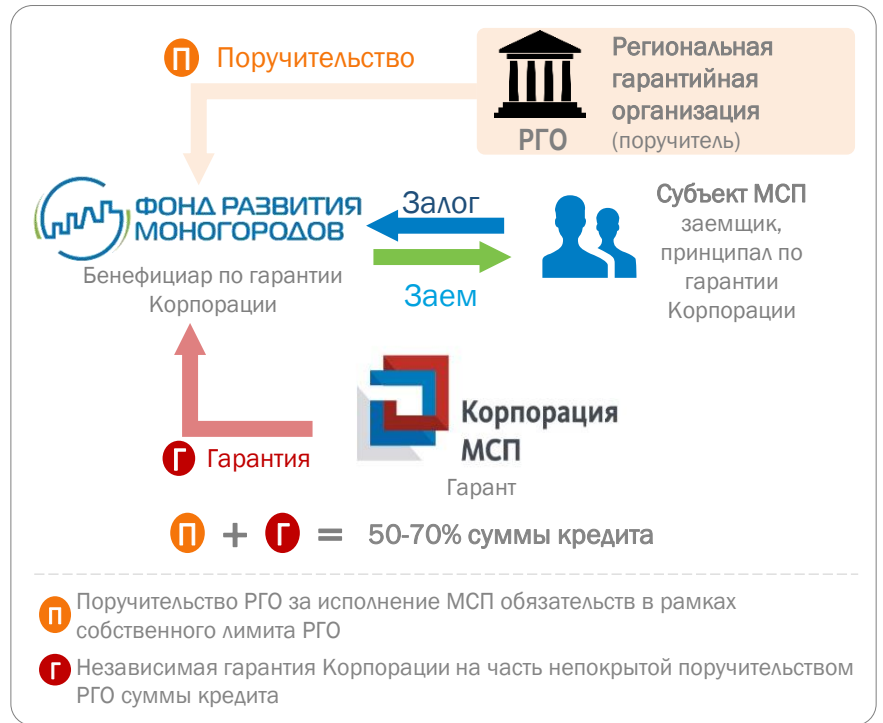 П Поручительство
Региональная
гарантийная
организация
(поручитель)
РГО
ФОНД РАЗВИТИЯ
МОНОГОРОДОВ
Бенефициар по гарантии
Корпорации
Залог
Заем
Субъект МСП
заемщик,
принципал по
гарантии
Корпорации
Корпорация
МСП
Гарант
Г Гарантия
П + Г = 50-70% суммы кредита
П Поручительство РГО за исполнение МСП обязательств в рамках
собственного лимита РГО
Г Независимая гарантия Корпорации на часть непокрытой поручительством
РГО суммы кредита